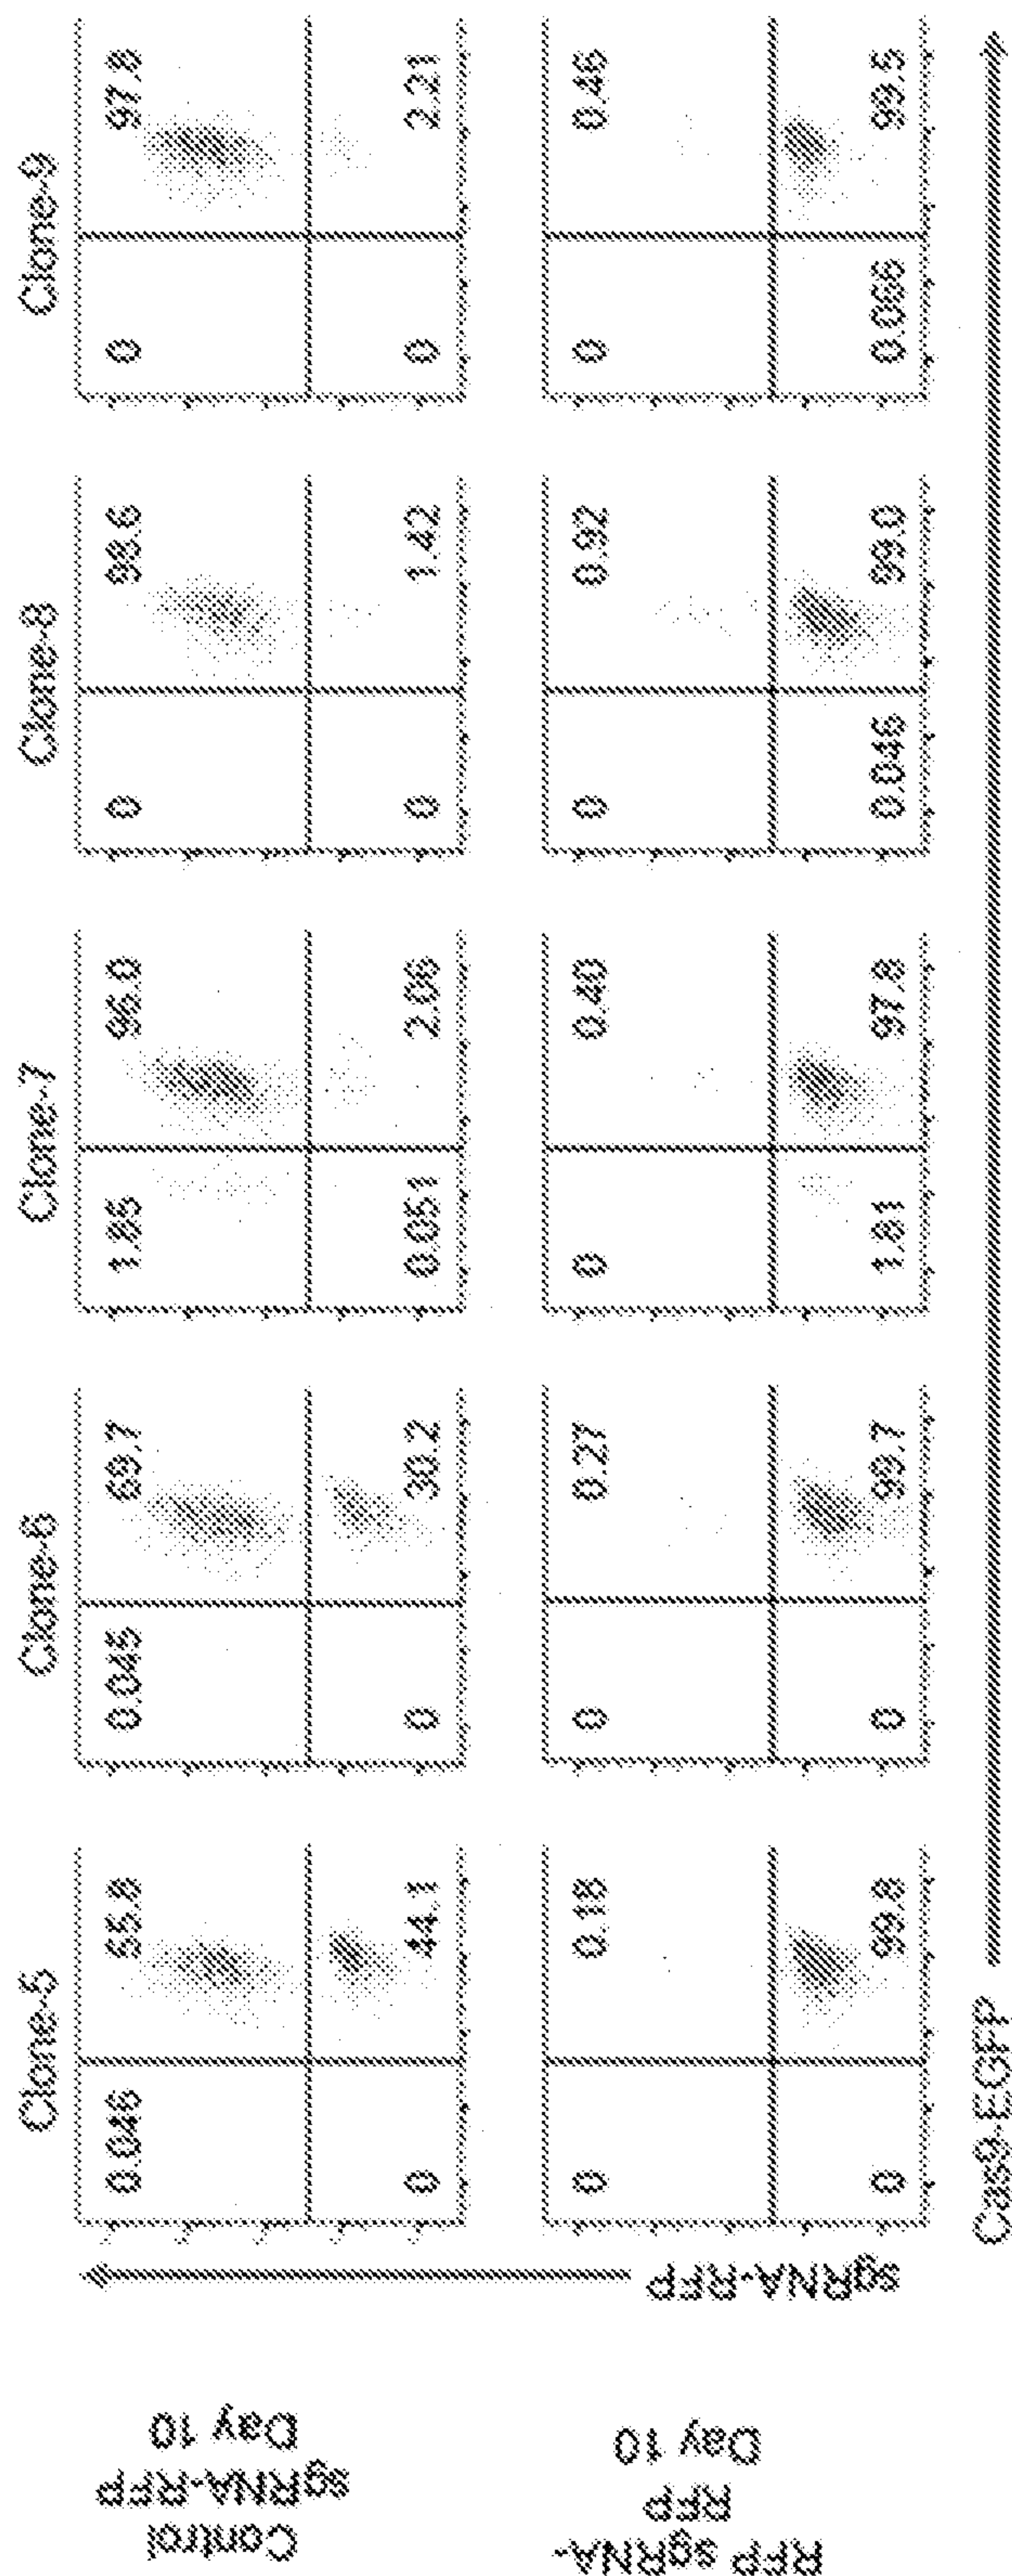 Clone-5 Clone-6 Clone-7 Clone-8 Clone-9
Control
sgRNA-RFP
Day 10
0.046 55.8 0.045 69.7 1.85 96.0 0 98.6 0 97.8
0 44.1 0 30.2 0.051 2.06 0 1.42 0 2.21
RFP sgRNA-
RFP
Day 10
0 0.18 0 0.27 0 0.40 0 0.92 0 0.46
0 99.8 0 99.7 1.81 97.8 0.046 99.0 0.066 99.5
sgRNA-RFP
Cas9-EGFP